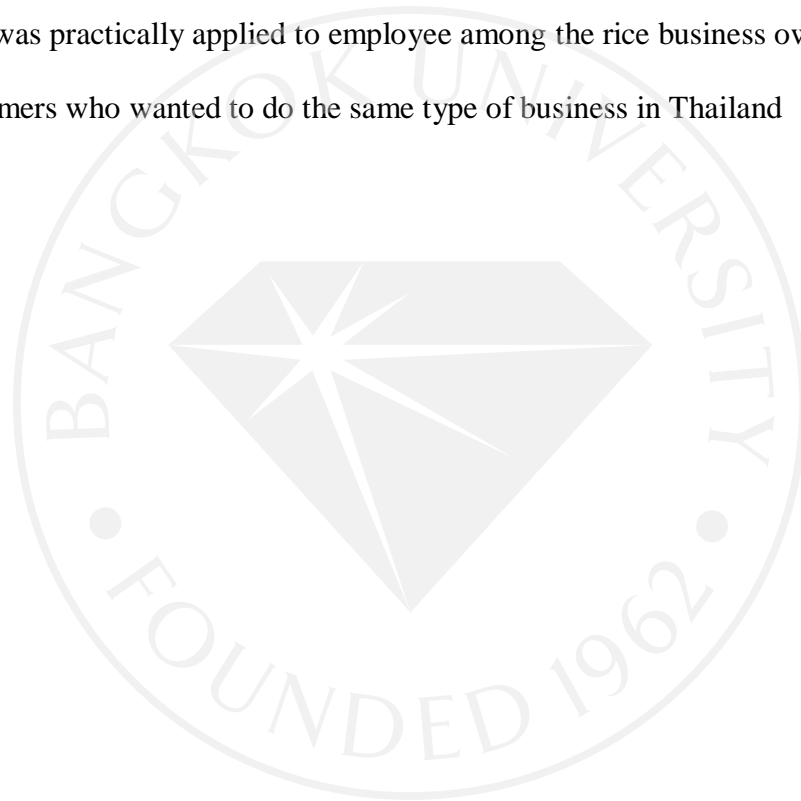 was practically applied to employee among the rice business
mers who wanted to do the same type of business in Thailand
BANGKOK UNIVERSITY
FOUNDED 1962